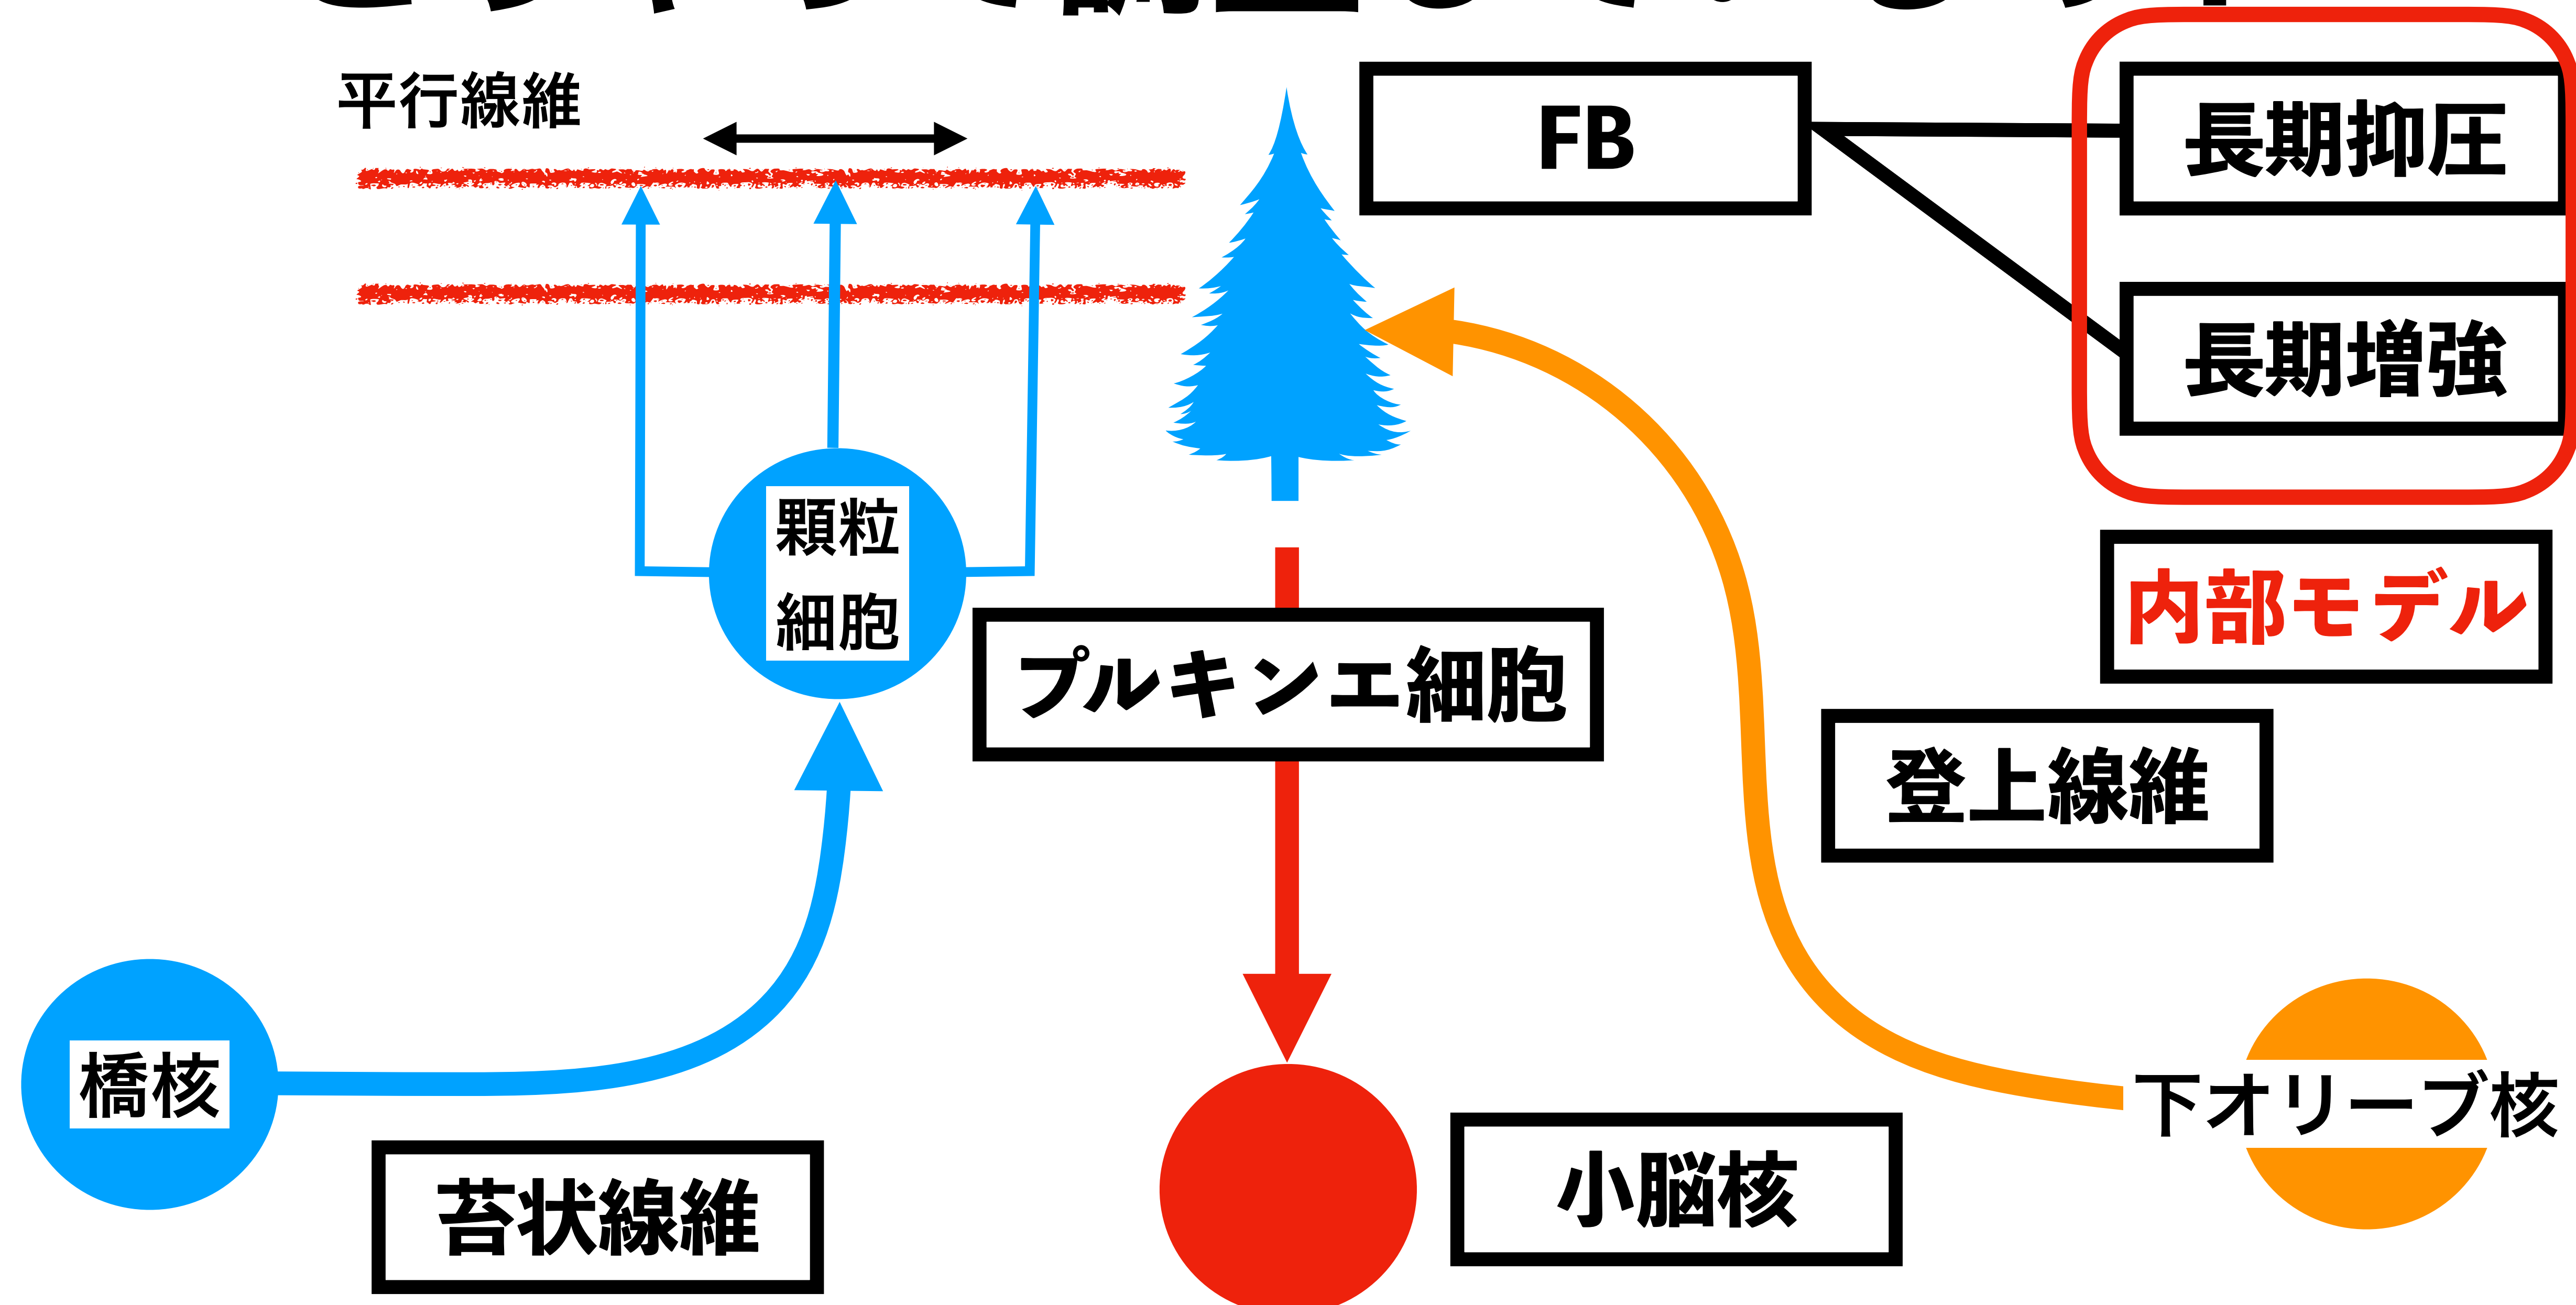 平行線維
FB
長期抑圧
長期増強
顆粒
細胞
内部モデル
プルキンエ細胞
登上線維
橋核
下オリーブ核
苔状線維
小脳核